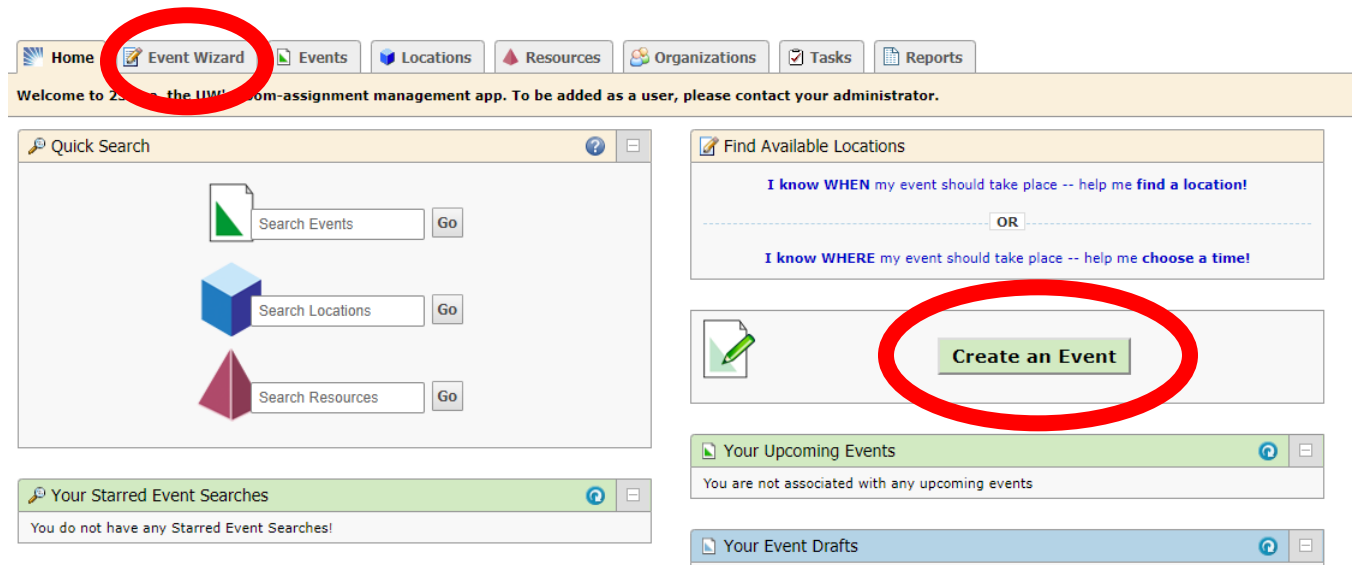 Home Event Wizard Events Locations Resources Organizations Tasks Reports
Welcome to the UW's -assignment management app. To be added as a user, please contact your administrator.
Quick Search
Search Events Go
Search Locations Go
Search Resources Go
Your Starred Event Searches
You do not have any Starred Event Searches!
Find Available Locations
I know WHEN my event should take place -- help me find a location!
OR
I know WHERE my event should take place -- help me choose a time!
Create an Event
Your Upcoming Events
You are not associated with any upcoming events
Your Event Drafts